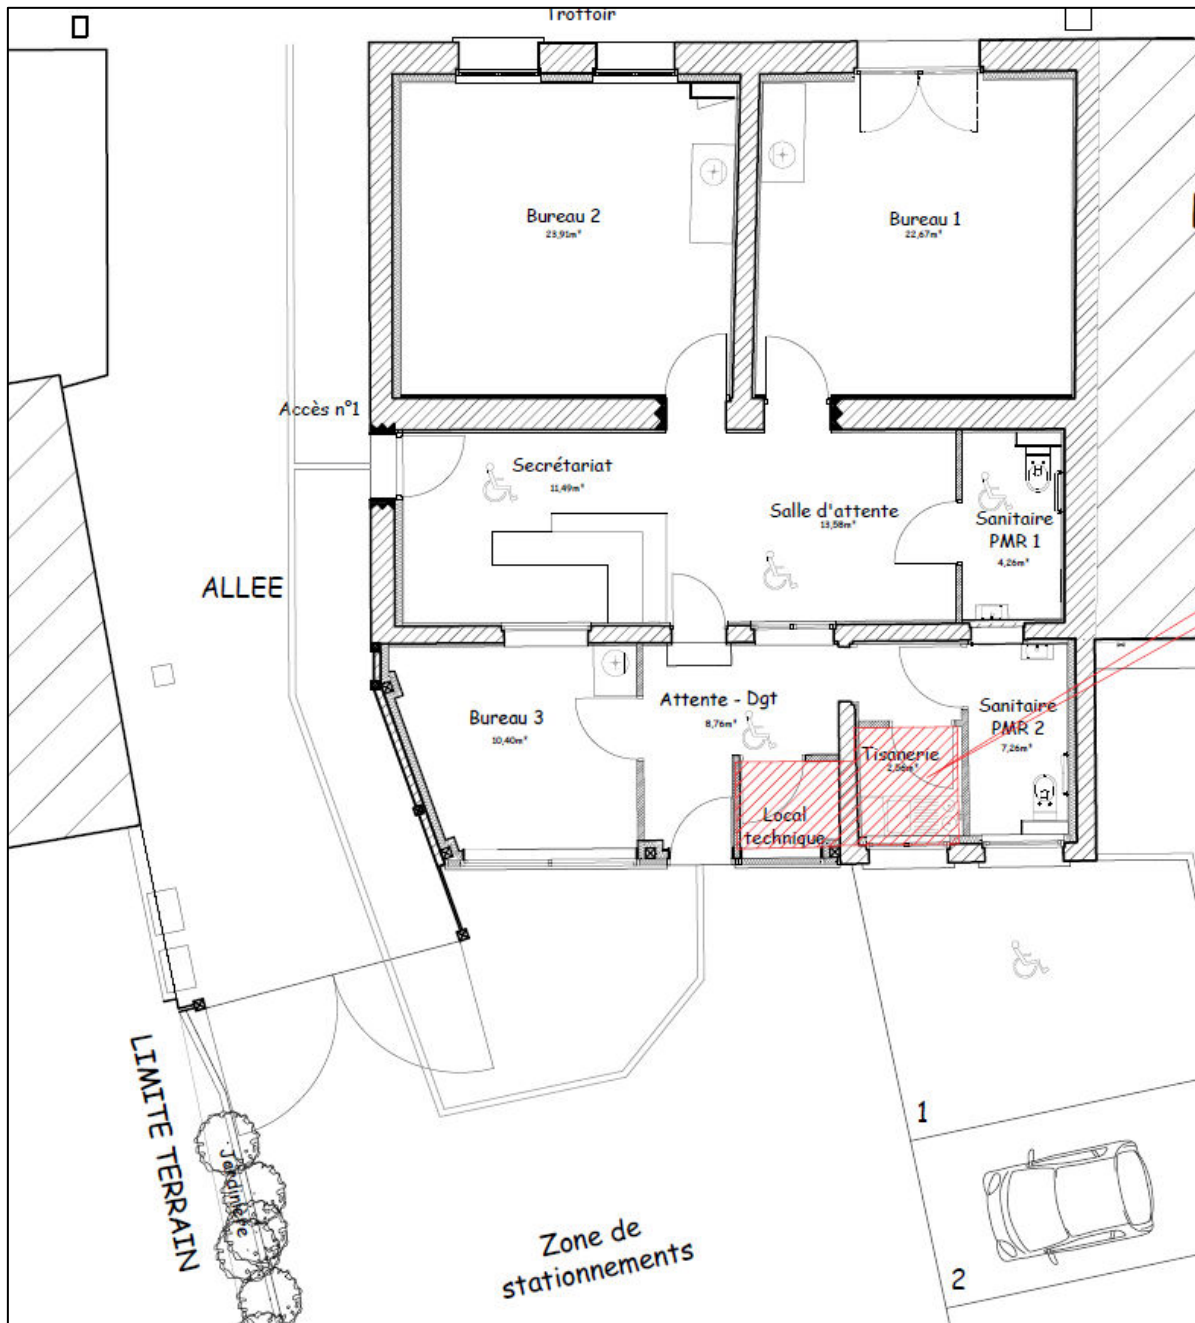 Trottoir
Bureau 2
23,91m²
Bureau 1
22,67m²
Accès n°1
Secrétariat
11,49m²
Salle d'attente
13,58m²
Sanitaire
PMR 1
4,26m²
ALLEE
Bureau 3
10,40m²
Attente - Dgt
8,76m²
Sanitaire
PMR 2
7,26m²
Tisanerie
2,56m²
Local
technique
LIMITE TERRAIN
Jardinière
Zone de
stationnements
1
2